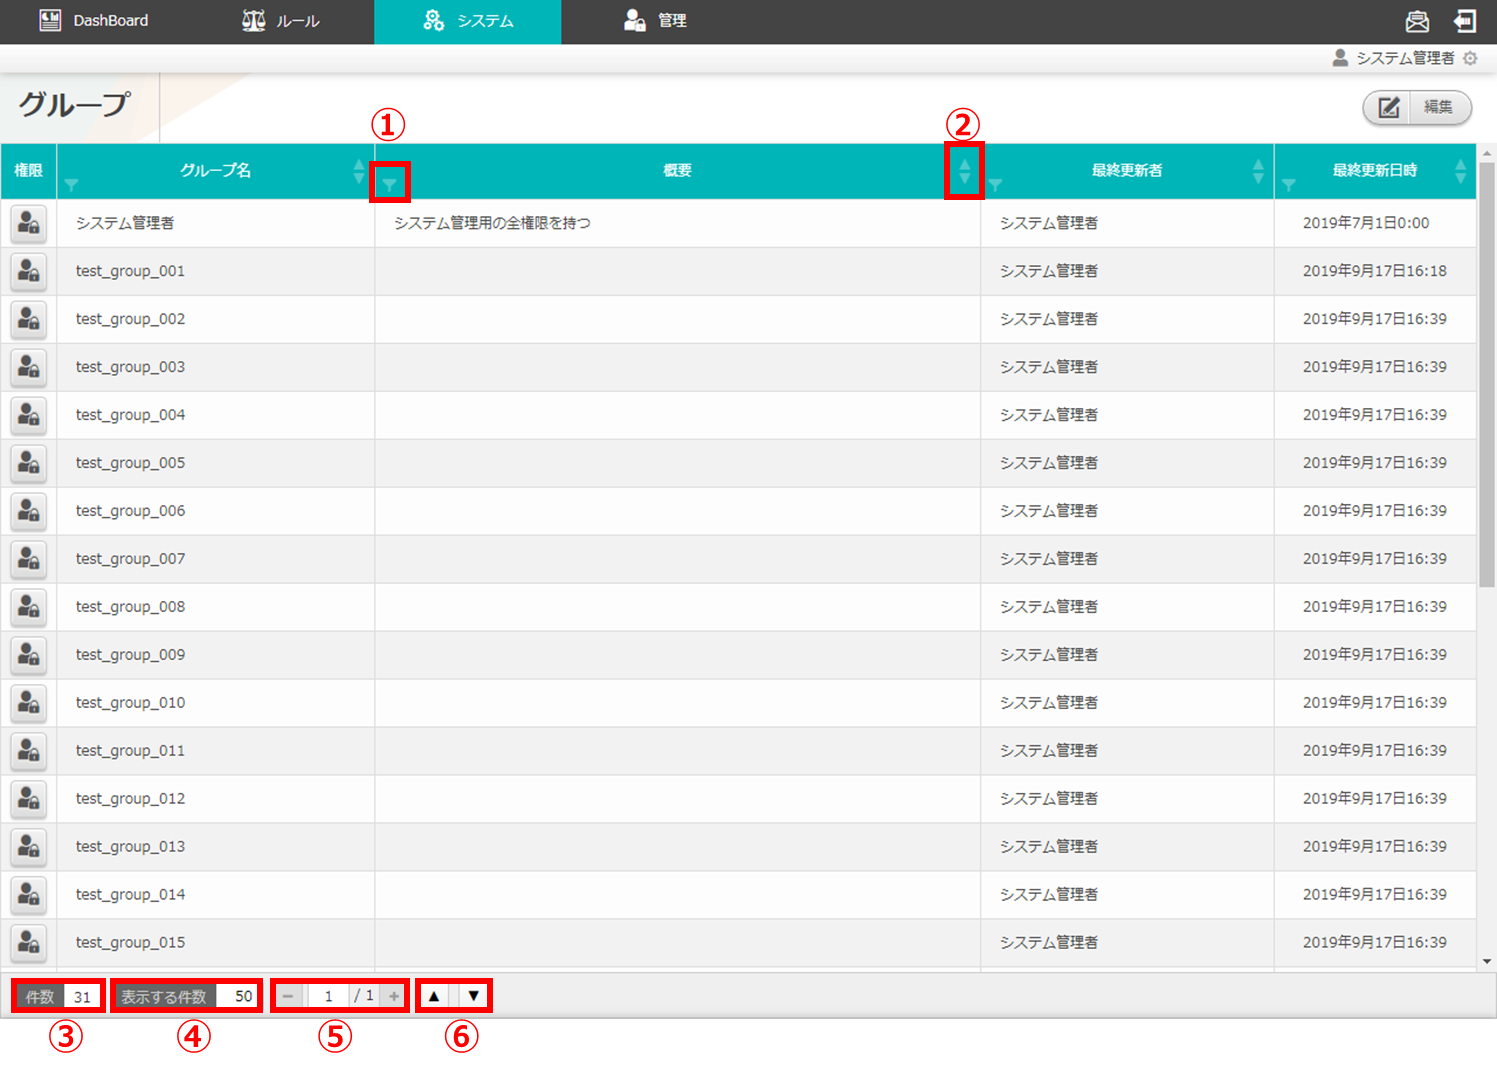 DashBoard ルール システム 管理
システム管理者
グループ
編集
① ②
権限 グループ名 概要 最終更新者 最終更新日時
システム管理者 システム管理用の全権限を持つ システム管理者 2019年7月1日0:00
test_group_001 システム管理者 2019年9月17日16:18
test_group_002 システム管理者 2019年9月17日16:39
test_group_003 システム管理者 2019年9月17日16:39
test_group_004 システム管理者 2019年9月17日16:39
test_group_005 システム管理者 2019年9月17日16:39
test_group_006 システム管理者 2019年9月17日16:39
test_group_007 システム管理者 2019年9月17日16:39
test_group_008 システム管理者 2019年9月17日16:39
test_group_009 システム管理者 2019年9月17日16:39
test_group_010 システム管理者 2019年9月17日16:39
test_group_011 システム管理者 2019年9月17日16:39
test_group_012 システム管理者 2019年9月17日16:39
test_group_013 システム管理者 2019年9月17日16:39
test_group_014 システム管理者 2019年9月17日16:39
test_group_015 システム管理者 2019年9月17日16:39
件数 31 表示する件数 50 － 1 / 1 + ▲ ▼
③ ④ ⑤ ⑥